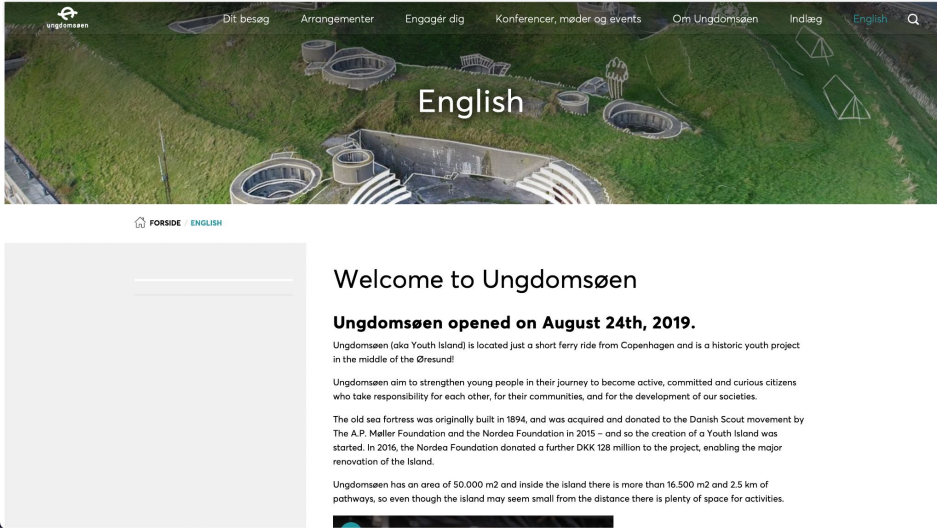 ungdomsøen
Dit besøg Arrangementer Engagér dig Konferencer, møder og events Om Ungdomsøen Indlæg English
English
FORSIDE / ENGLISH
Welcome to Ungdomsøen
Ungdomsøen opened on August 24th, 2019.
Ungdomsøen (aka Youth Island) is located just a short ferry ride from Copenhagen and is a historic youth project
in the middle of the Øresund!
Ungdomsøen aim to strengthen young people in their journey to become active, committed and curious citizens
who take responsibility for each other, for their communities, and for the development of our societies.
The old sea fortress was originally built in 1894, and was acquired and donated to the Danish Scout movement by
The A.P. Møller Foundation and the Nordea Foundation in 2015 – and so the creation of a Youth Island was
started. In 2016, the Nordea Foundation donated a further DKK 128 million to the project, enabling the major
renovation of the Island.
Ungdomsøen has an area of 50.000 m2 and inside the island there is more than 16.500 m2 and 2.5 km of
pathways, so even though the island may seem small from the distance there is plenty of space for activities.